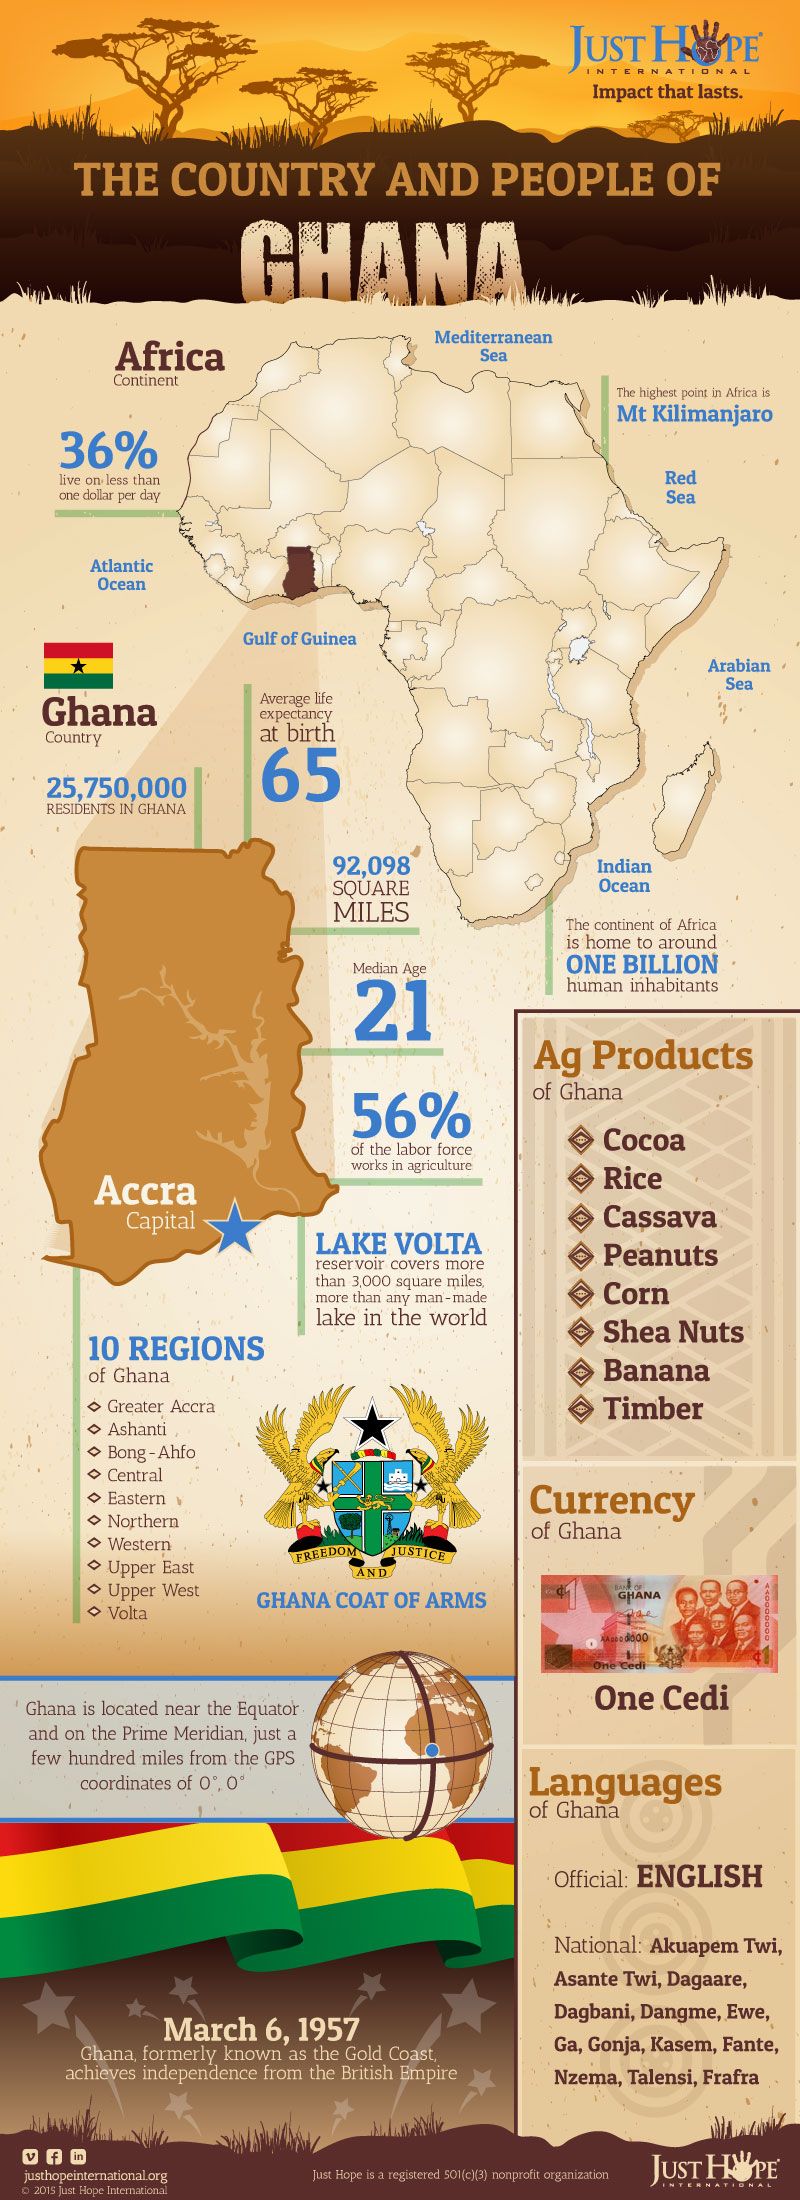 JUST HOPE®
INTERNATIONAL
Impact that lasts.
THE COUNTRY AND PEOPLE OF
GHANA
Africa
Continent
Mediterranean
Sea
The highest point in Africa is
Mt Kilimanjaro
36%
live on less than
one dollar per day
Red
Sea
Atlantic
Ocean
Gulf of Guinea
Arabian
Sea
Ghana
Country
Average life
expectancy
at birth
65
25,750,000
RESIDENTS IN GHANA
92,098
SQUARE
MILES
Indian
Ocean
The continent of Africa
is home to around
ONE BILLION
human inhabitants
Median Age
21
56%
of the labor force
works in agriculture
Accra
Capital
LAKE VOLTA
reservoir covers more
than 3,000 square miles,
more than any man-made
lake in the world
10 REGIONS
of Ghana
Greater Accra
Ashanti
Bong-Ahfo
Central
Eastern
Northern
Western
Upper East
Upper West
Volta
FREEDOM AND JUSTICE
GHANA COAT OF ARMS
Ag Products
of Ghana
Cocoa
Rice
Cassava
Peanuts
Corn
Shea Nuts
Banana
Timber
Currency
of Ghana
₵1
BANK OF
GHANA
One Cedi
₵1
One Cedi
Ghana is located near the Equator
and on the Prime Meridian, just a
few hundred miles from the GPS
coordinates of 0°, 0°
Languages
of Ghana
Official: ENGLISH
National: Akuapem Twi,
Asante Twi, Dagaare,
Dagbani, Dangme, Ewe,
Ga, Gonja, Kasem, Fante,
Nzema, Talensi, Frafra
March 6, 1957
Ghana, formerly known as the Gold Coast,
achieves independence from the British Empire
justhopeinternational.org
© 2015 Just Hope International
Just Hope is a registered 501(c)(3) nonprofit organization
JUST HOPE
INTERNATIONAL